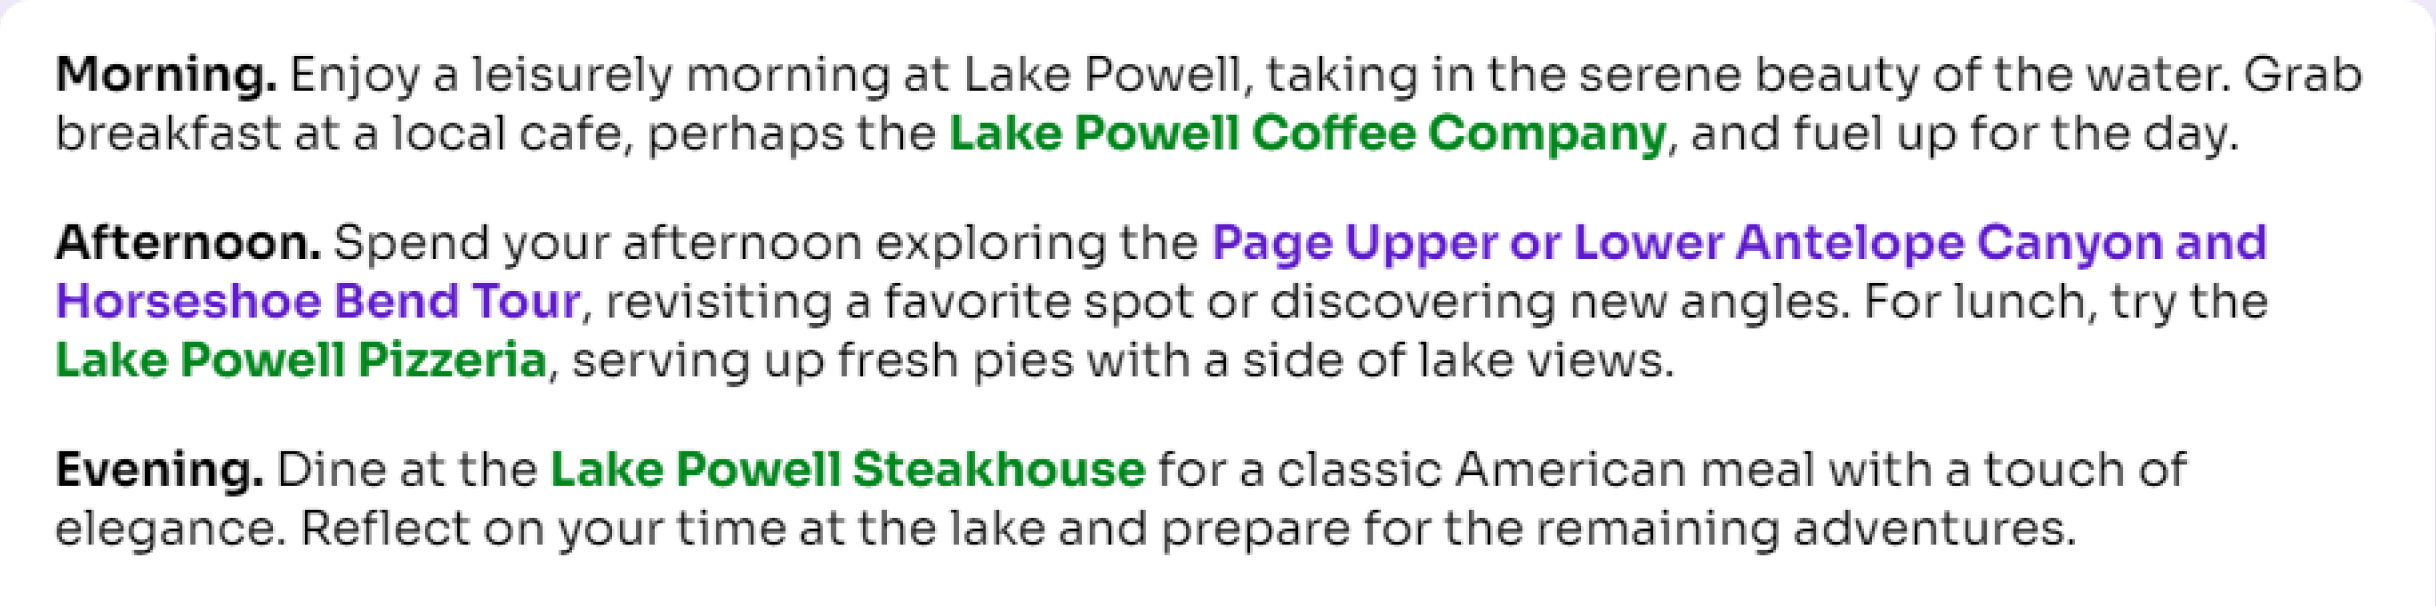 Morning. Enjoy a leisurely morning at Lake Powell, taking in the serene beauty of the water. Grab
breakfast at a local cafe, perhaps the Lake Powell Coffee Company, and fuel up for the day.
Afternoon. Spend your afternoon exploring the Page Upper or Lower Antelope Canyon and
Horseshoe Bend Tour, revisiting a favorite spot or discovering new angles. For lunch, try the
Lake Powell Pizzeria, serving up fresh pies with a side of lake views.
Evening. Dine at the Lake Powell Steakhouse for a classic American meal with a touch of
elegance. Reflect on your time at the lake and prepare for the remaining adventures.